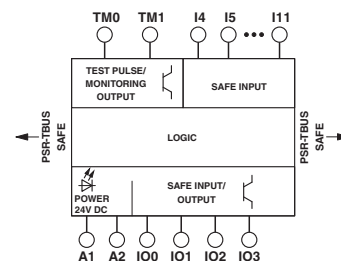 TM0 TM1 I4 I5 ••• I11
TEST PULSE/
MONITORING
OUTPUT
SAFE INPUT
PSR-TBUS
SAFE
LOGIC
PSR-TBUS
SAFE
POWER
24V DC
SAFE INPUT/
OUTPUT
A1 A2 IO0 IO1 IO2 IO3